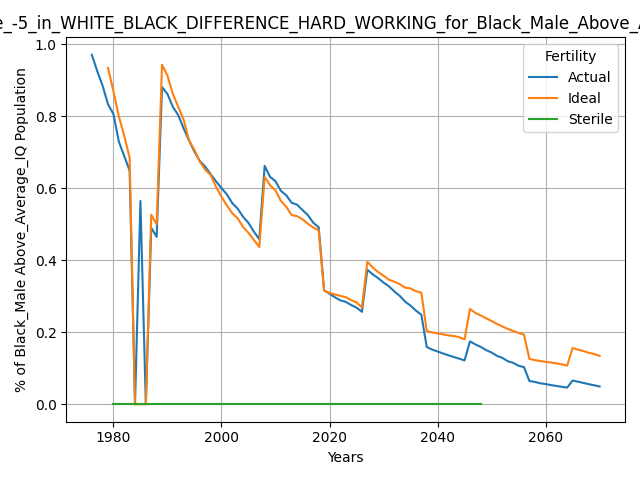 e_-5_in_WHITE_BLACK_DIFFERENCE_HARD_WORKING_for_Black_Male_Above_A
% of Black_Male Above_Average_IQ Population
1.0
0.8
0.6
0.4
0.2
0.0
Fertility
Actual
Ideal
Sterile
1980
2000
2020
2040
2060
Years